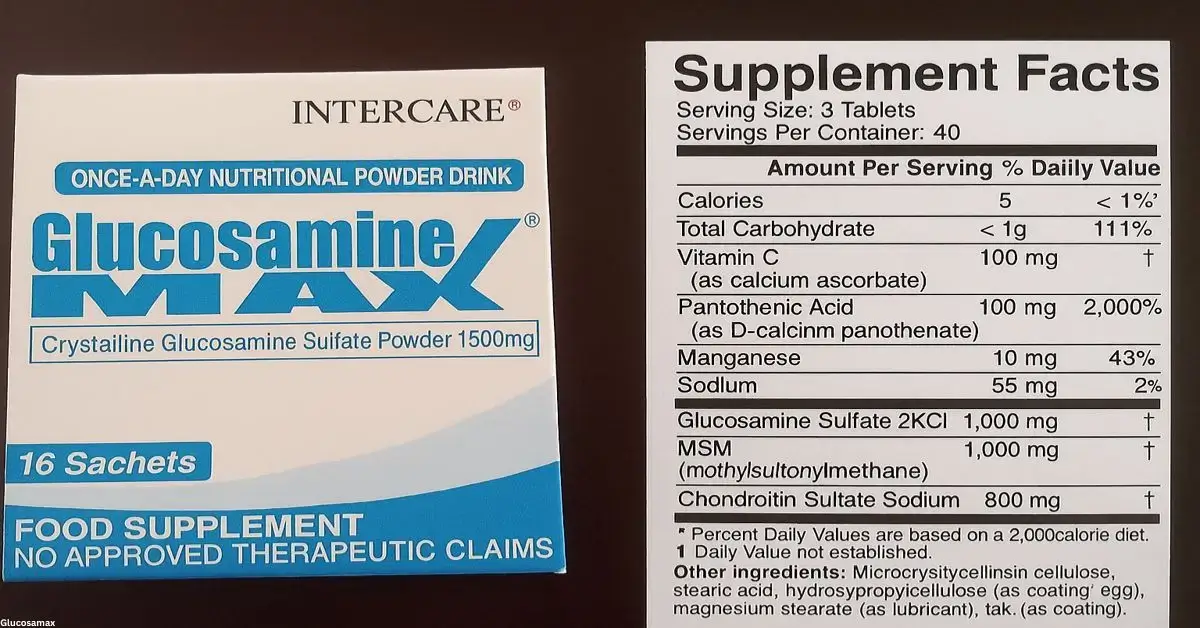 INTERCARE®
ONCE-A-DAY NUTRITIONAL POWDER DRINK
Glucosamine®
MAX
Crystailine Glucosamine Suifate Powder 1500mg
16 Sachets
FOOD SUPPLEMENT
NO APPROVED THERAPEUTIC CLAIMS
Supplement Facts
Serving Size: 3 Tablets
Servings Per Container: 40
Amount Per Serving % Daiily Value
Calories 5 < 1%’
Total Carbohydrate < 1g 111%
Vitamin C 100 mg †
(as calcium ascorbate)
Pantothenic Acid 100 mg 2,000%
(as D-calcinm panothenate)
Manganese 10 mg 43%
Sodlum 55 mg 2%
Glucosamine Sulfate 2KCl 1,000 mg †
MSM 1,000 mg †
(mothylsultonylmethane)
Chondroitin Sultate Sodium 800 mg †
* Percent Daily Values are based on a 2,000calorie diet.
1 Daily Value not established.
Other ingredients: Microcrysitycellinsin cellulose,
stearic acid, hydrosypropyicellulose (as coating' egg),
magnesium stearate (as lubricant), tak. (as coating).
Glucosamax